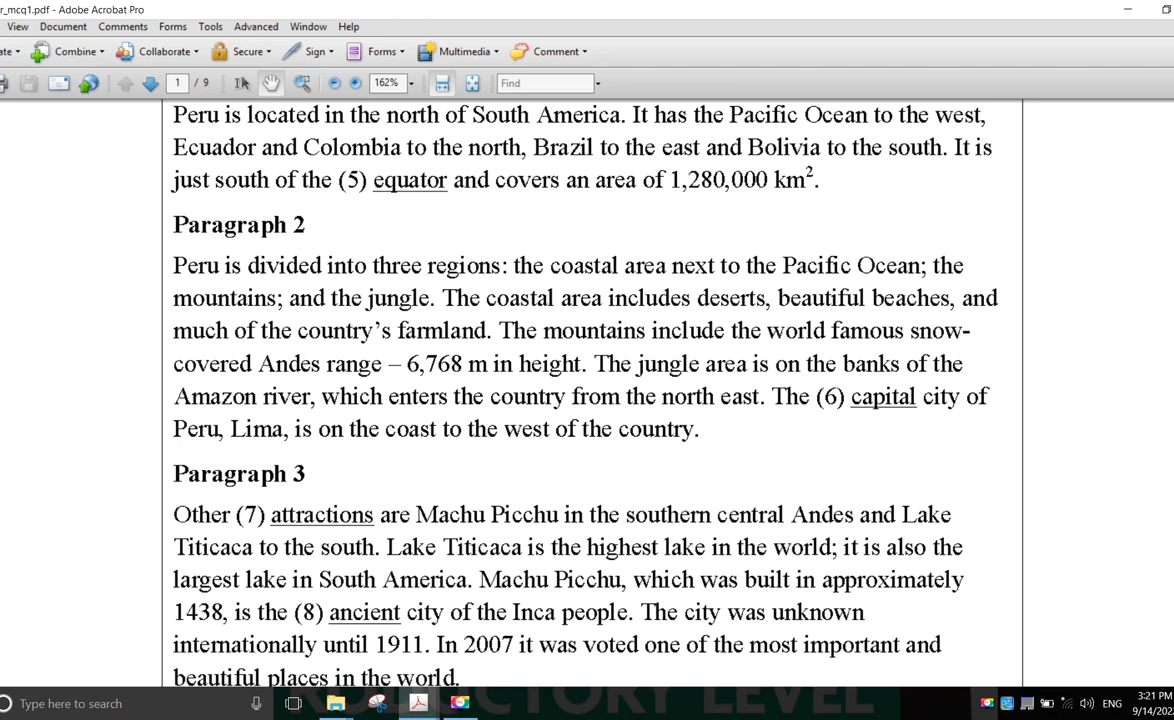 r_mcq1.pdf - Adobe Acrobat Pro
View Document Comments Forms Tools Advanced Window Help
ate Combine Collaborate Secure Sign Forms Multimedia Comment
1 / 9 162% Find
Peru is located in the north of South America. It has the Pacific Ocean to the west,
Ecuador and Colombia to the north, Brazil to the east and Bolivia to the south. It is
just south of the (5) equator and covers an area of 1,280,000 km².
Paragraph 2
Peru is divided into three regions: the coastal area next to the Pacific Ocean; the
mountains; and the jungle. The coastal area includes deserts, beautiful beaches, and
much of the country's farmland. The mountains include the world famous snow-
covered Andes range – 6,768 m in height. The jungle area is on the banks of the
Amazon river, which enters the country from the north east. The (6) capital city of
Peru, Lima, is on the coast to the west of the country.
Paragraph 3
Other (7) attractions are Machu Picchu in the southern central Andes and Lake
Titicaca to the south. Lake Titicaca is the highest lake in the world; it is also the
largest lake in South America. Machu Picchu, which was built in approximately
1438, is the (8) ancient city of the Inca people. The city was unknown
internationally until 1911. In 2007 it was voted one of the most important and
beautiful places in the world.
Type here to search
ENG
3:21 PM
9/14/202
LEVEL